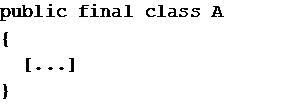 public final class A
{
  [...]
}